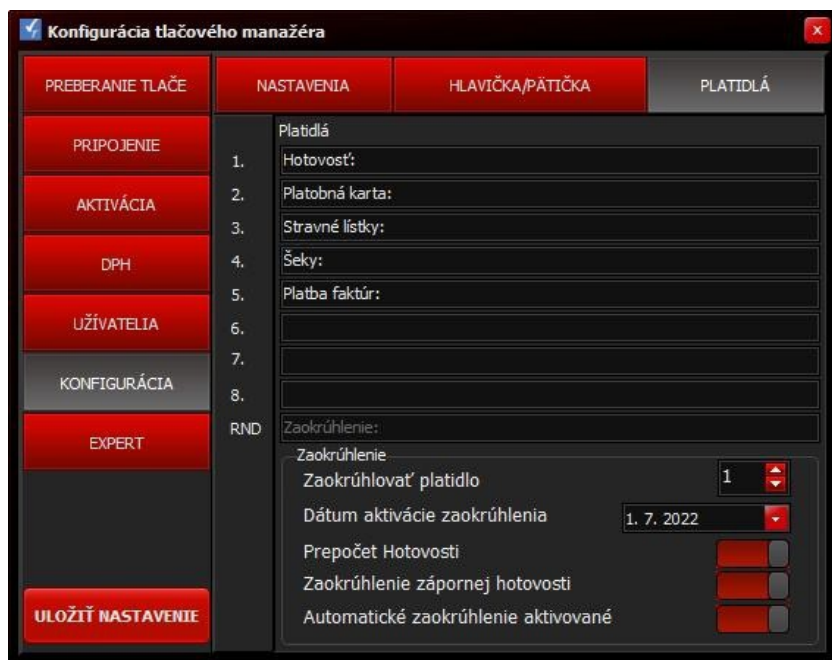 Konfigurácia tlačového manažéra
PREBERANIE TLAČE
NASTAVENIA
HLAVIČKA/PÄTIČKA
PLATIDLÁ
PRIPOJENIE
AKTIVÁCIA
DPH
UŽÍVATELIA
KONFIGURÁCIA
EXPERT
ULOŽIŤ NASTAVENIE
Platidlá
1. Hotovosť:
2. Platobná karta:
3. Stravné lístky:
4. Šeky:
5. Platba faktúr:
6.
7.
8.
RND Zaokrúhlenie:
Zaokrúhlenie
Zaokrúhlovať platidlo 1
Dátum aktivácie zaokrúhlenia 1. 7. 2022
Prepočet Hotovosti
Zaokrúhlenie zápornej hotovosti
Automatické zaokrúhlenie aktivované